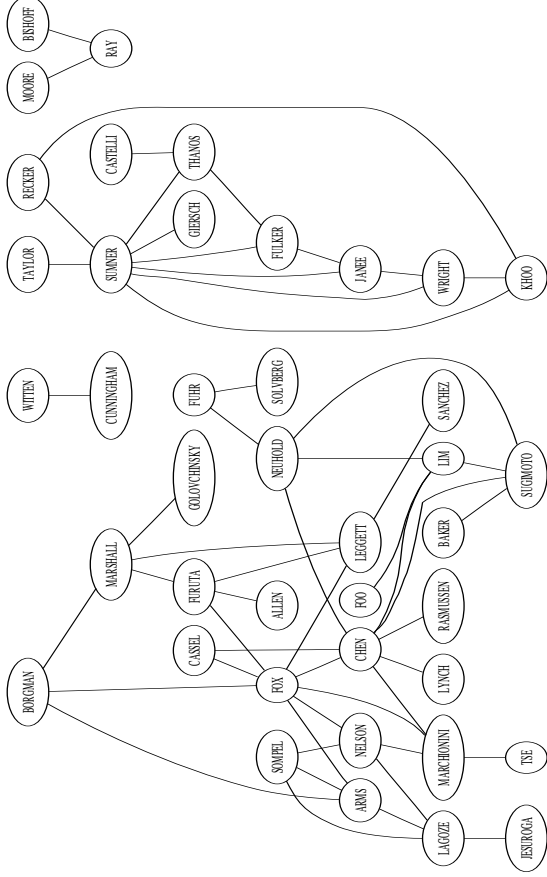 BISHOFF
MOORE
RAY
RECKER
CASTELLI
THANOS
TAYLOR
SUMNER
GIERSCH
FULKER
JANEE
WRIGHT
KHOO
WITTEN
CUNNINGHAM
FUHR
SOLVBERG
GOLOVCHINSKY
NEUHOLD
SANCHEZ
LIM
SUGIMOTO
MARSHALL
LEGGETT
BAKER
FURUTA
ALLEN
FOO
RASMUSSEN
BORGMAN
CASSEL
FOX
CHEN
LYNCH
SOMPEL
NELSON
MARCHIONINI
TSE
ARMS
LAGOZE
JESUROGA